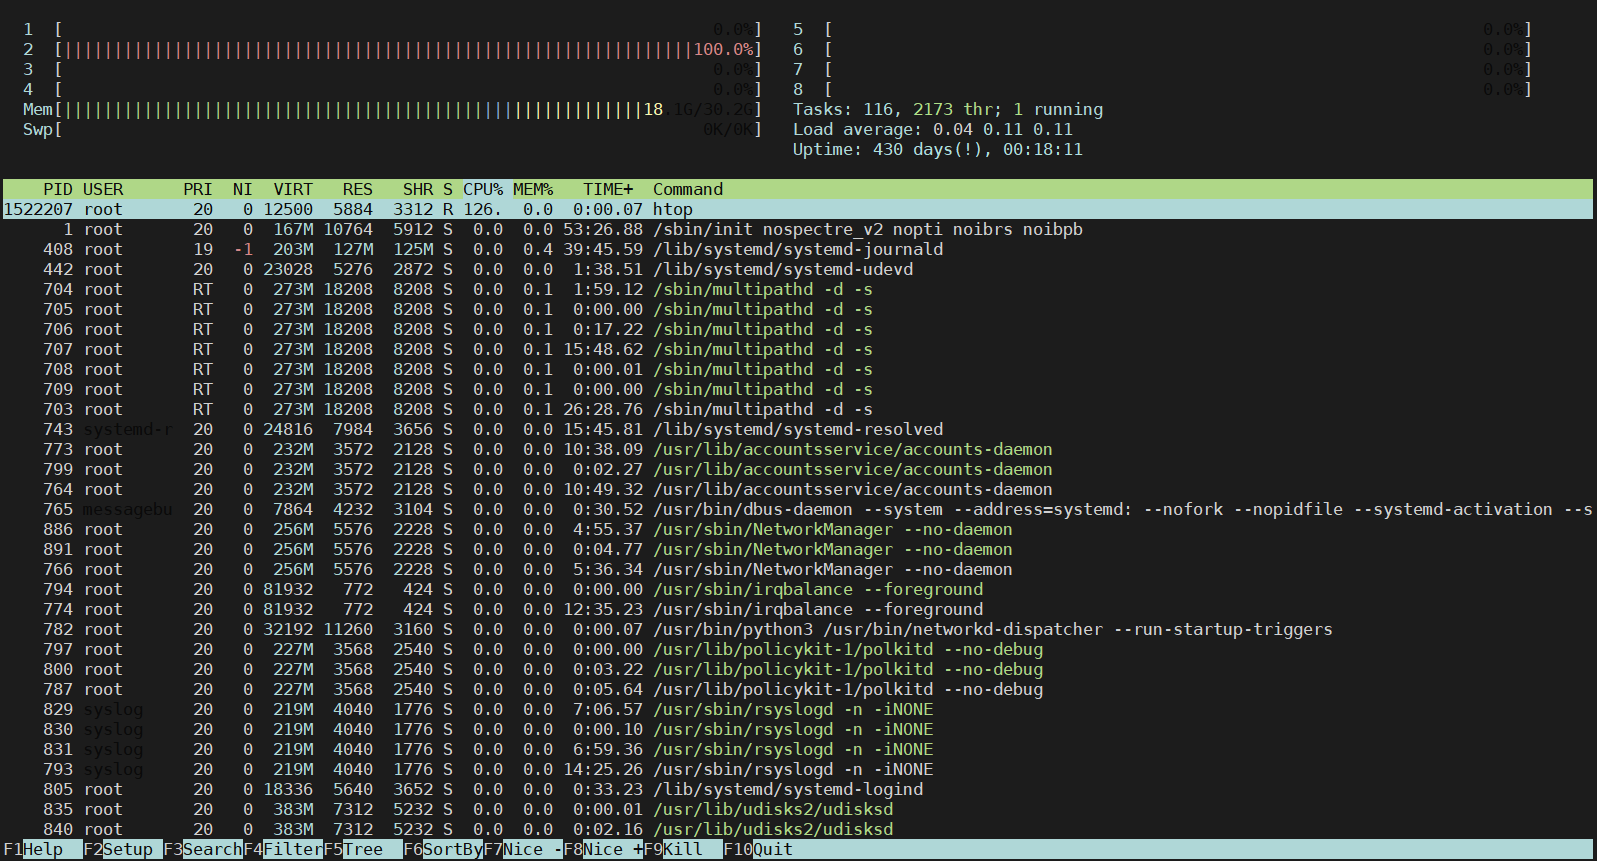 1 [ 0.0%] 5 [ 0.0%]
2 [|||||||||||||||||||||||||||||||||||||||||||||||||||||||||||||||100.0%] 6 [ 0.0%]
3 [ 0.0%] 7 [ 0.0%]
4 [ 0.0%] 8 [ 0.0%]
Mem[||||||||||||||||||||||||||||||||||||||||||||||||||||||||||18.1G/30.2G] Tasks: 116, 2173 thr; 1 running
Swp[ 0K/0K] Load average: 0.04 0.11 0.11
Uptime: 430 days(!), 00:18:11
PID USER PRI NI VIRT RES SHR S CPU% MEM% TIME+ Command
1522207 root 20 0 12500 5884 3312 R 126. 0.0 0:00.07 htop
1 root 20 0 167M 10764 5912 S 0.0 0.0 53:26.88 /sbin/init nospectre_v2 nopti noibrs noibpb
408 root 19 -1 203M 127M 125M S 0.0 0.4 39:45.59 /lib/systemd/systemd-journald
442 root 20 0 23028 5276 2872 S 0.0 0.0 1:38.51 /lib/systemd/systemd-udevd
704 root RT 0 273M 18208 8208 S 0.0 0.1 1:59.12 /sbin/multipathd -d -s
705 root RT 0 273M 18208 8208 S 0.0 0.1 0:00.00 /sbin/multipathd -d -s
706 root RT 0 273M 18208 8208 S 0.0 0.1 0:17.22 /sbin/multipathd -d -s
707 root RT 0 273M 18208 8208 S 0.0 0.1 15:48.62 /sbin/multipathd -d -s
708 root RT 0 273M 18208 8208 S 0.0 0.1 0:00.01 /sbin/multipathd -d -s
709 root RT 0 273M 18208 8208 S 0.0 0.1 0:00.00 /sbin/multipathd -d -s
703 root RT 0 273M 18208 8208 S 0.0 0.1 26:28.76 /sbin/multipathd -d -s
743 systemd-r 20 0 24816 7984 3656 S 0.0 0.0 15:45.81 /lib/systemd/systemd-resolved
773 root 20 0 232M 3572 2128 S 0.0 0.0 10:38.09 /usr/lib/accountsservice/accounts-daemon
799 root 20 0 232M 3572 2128 S 0.0 0.0 0:02.27 /usr/lib/accountsservice/accounts-daemon
764 root 20 0 232M 3572 2128 S 0.0 0.0 10:49.32 /usr/lib/accountsservice/accounts-daemon
765 messagebu 20 0 7864 4232 3104 S 0.0 0.0 0:30.52 /usr/bin/dbus-daemon --system --address=systemd: --nofork --nopidfile --systemd-activation --s
886 root 20 0 256M 5576 2228 S 0.0 0.0 4:55.37 /usr/sbin/NetworkManager --no-daemon
891 root 20 0 256M 5576 2228 S 0.0 0.0 0:04.77 /usr/sbin/NetworkManager --no-daemon
766 root 20 0 256M 5576 2228 S 0.0 0.0 5:36.34 /usr/sbin/NetworkManager --no-daemon
794 root 20 0 81932 772 424 S 0.0 0.0 0:00.00 /usr/sbin/irqbalance --foreground
774 root 20 0 81932 772 424 S 0.0 0.0 12:35.23 /usr/sbin/irqbalance --foreground
782 root 20 0 32192 11260 3160 S 0.0 0.0 0:00.07 /usr/bin/python3 /usr/bin/networkd-dispatcher --run-startup-triggers
797 root 20 0 227M 3568 2540 S 0.0 0.0 0:00.00 /usr/lib/policykit-1/polkitd --no-debug
800 root 20 0 227M 3568 2540 S 0.0 0.0 0:03.22 /usr/lib/policykit-1/polkitd --no-debug
787 root 20 0 227M 3568 2540 S 0.0 0.0 0:05.64 /usr/lib/policykit-1/polkitd --no-debug
829 syslog 20 0 219M 4040 1776 S 0.0 0.0 7:06.57 /usr/sbin/rsyslogd -n -iNONE
830 syslog 20 0 219M 4040 1776 S 0.0 0.0 0:00.10 /usr/sbin/rsyslogd -n -iNONE
831 syslog 20 0 219M 4040 1776 S 0.0 0.0 6:59.36 /usr/sbin/rsyslogd -n -iNONE
793 syslog 20 0 219M 4040 1776 S 0.0 0.0 14:25.26 /usr/sbin/rsyslogd -n -iNONE
805 root 20 0 18336 5640 3652 S 0.0 0.0 0:33.23 /lib/systemd/systemd-logind
835 root 20 0 383M 7312 5232 S 0.0 0.0 0:00.01 /usr/lib/udisks2/udisksd
840 root 20 0 383M 7312 5232 S 0.0 0.0 0:02.16 /usr/lib/udisks2/udisksd
F1Help F2Setup F3SearchF4FilterF5Tree F6SortByF7Nice -F8Nice +F9Kill F10Quit